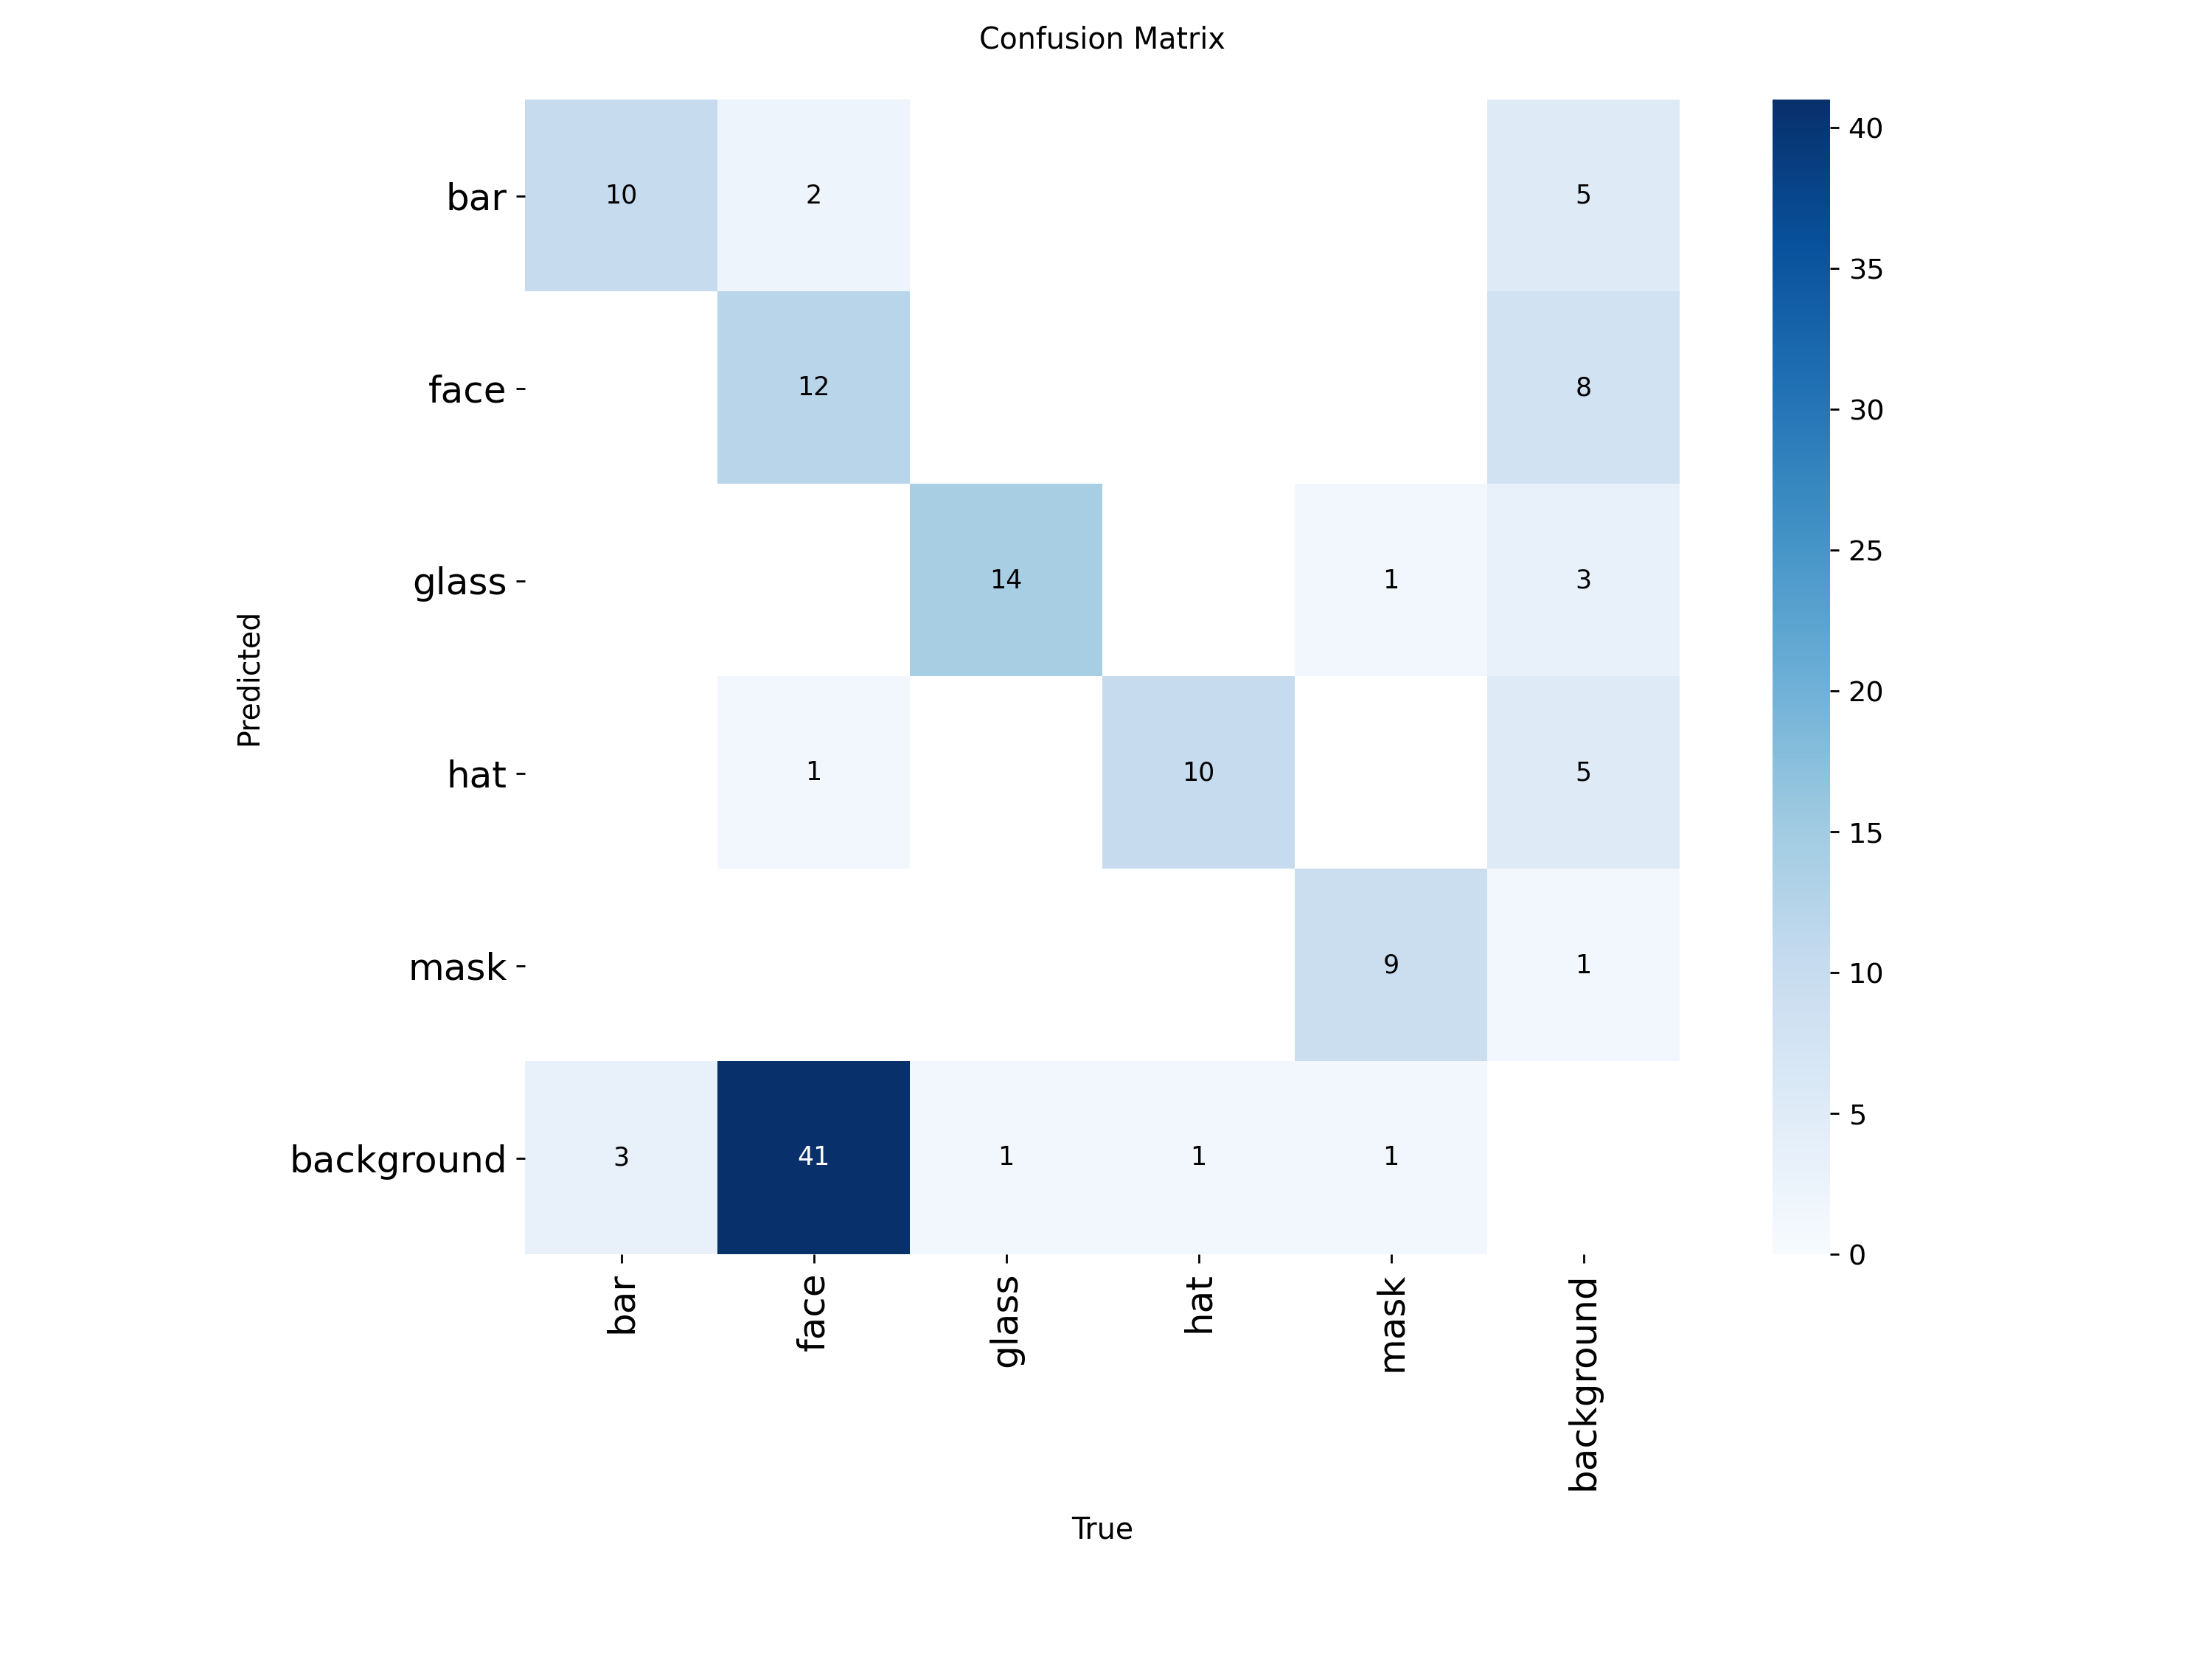 Confusion Matrix
bar 10 2 5
face 12 8
glass 14 1 3
hat 1 10 5
mask 9 1
background 3 41 1 1 1
bar face glass hat mask background
Predicted
True
40
35
30
25
20
15
10
5
0